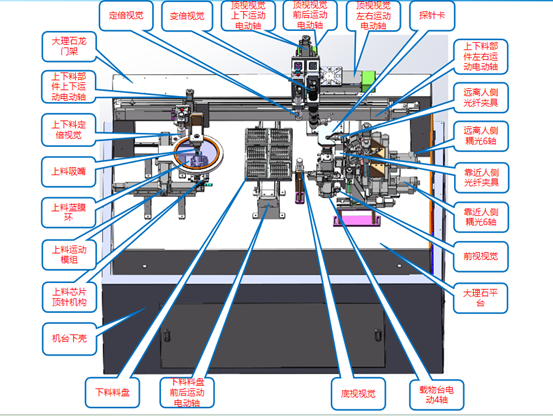 定倍视觉
变倍视觉
顶视视觉
上下运动
电动轴
顶视视觉
前后运动
电动轴
顶视视觉
左右运动
电动轴
探针卡
大理石龙
门架
上下料部
件上下运
动电动轴
上下料定
倍视觉
上料吸嘴
上料蓝膜
环
上料运动
模组
上料芯片
顶针机构
机台下壳
上下料部
件左右运
动电动轴
远离人侧
光纤夹具
远离人侧
耦光6轴
靠近人侧
光纤夹具
靠近人侧
耦光6轴
前视视觉
大理石平
台
下料料盘
下料料盘
前后运动
电动轴
底视视觉
载物台电
动4轴